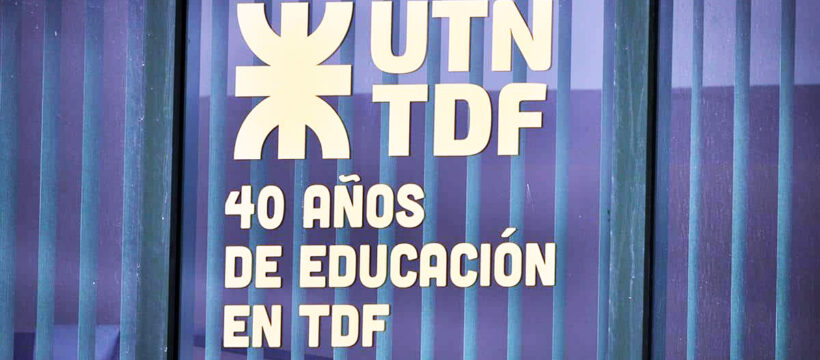 UTN
TDF
40 AÑOS
DE EDUCACIÓN
EN TDF